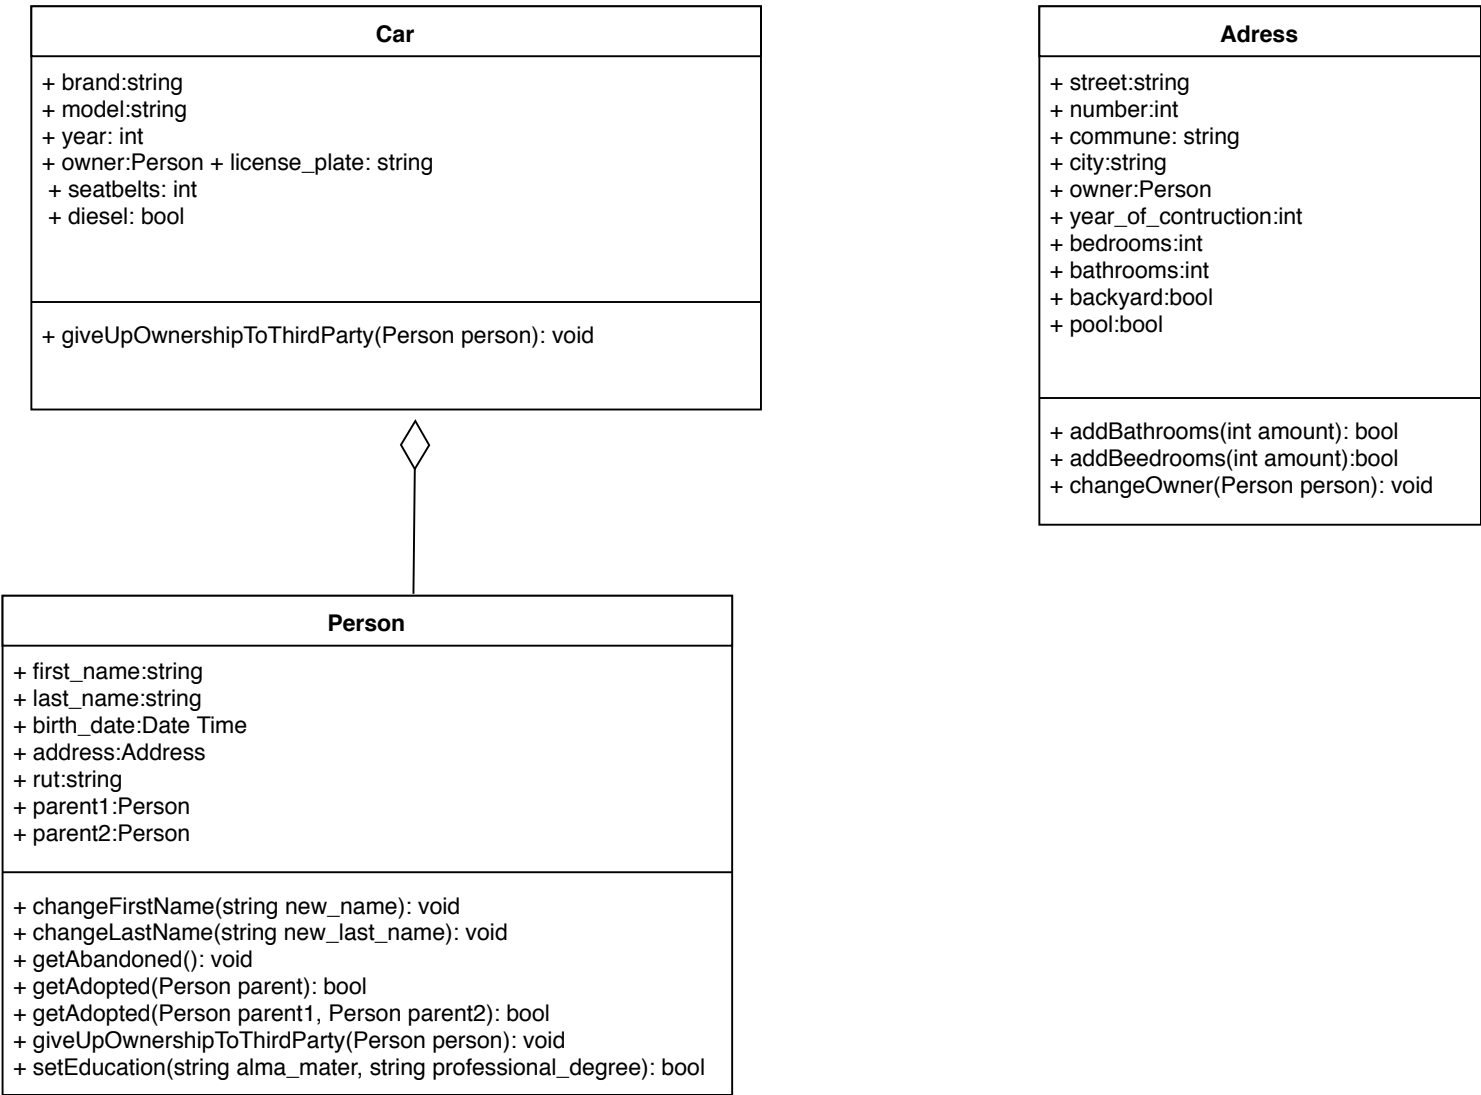 Car
+ brand:string
+ model:string
+ year: int
+ owner:Person + license_plate: string
+ seatbelts: int
+ diesel: bool
+ giveUpOwnershipToThirdParty(Person person): void
Adress
+ street:string
+ number:int
+ commune: string
+ city:string
+ owner:Person
+ year_of_contruction:int
+ bedrooms:int
+ bathrooms:int
+ backyard:bool
+ pool:bool
+ addBathrooms(int amount): bool
+ addBeedrooms(int amount):bool
+ changeOwner(Person person): void
Person
+ first_name:string
+ last_name:string
+ birth_date:Date Time
+ address:Address
+ rut:string
+ parent1:Person
+ parent2:Person
+ changeFirstName(string new_name): void
+ changeLastName(string new_last_name): void
+ getAbandoned(): void
+ getAdopted(Person parent): bool
+ getAdopted(Person parent1, Person parent2): bool
+ giveUpOwnershipToThirdParty(Person person): void
+ setEducation(string alma_mater, string professional_degree): bool